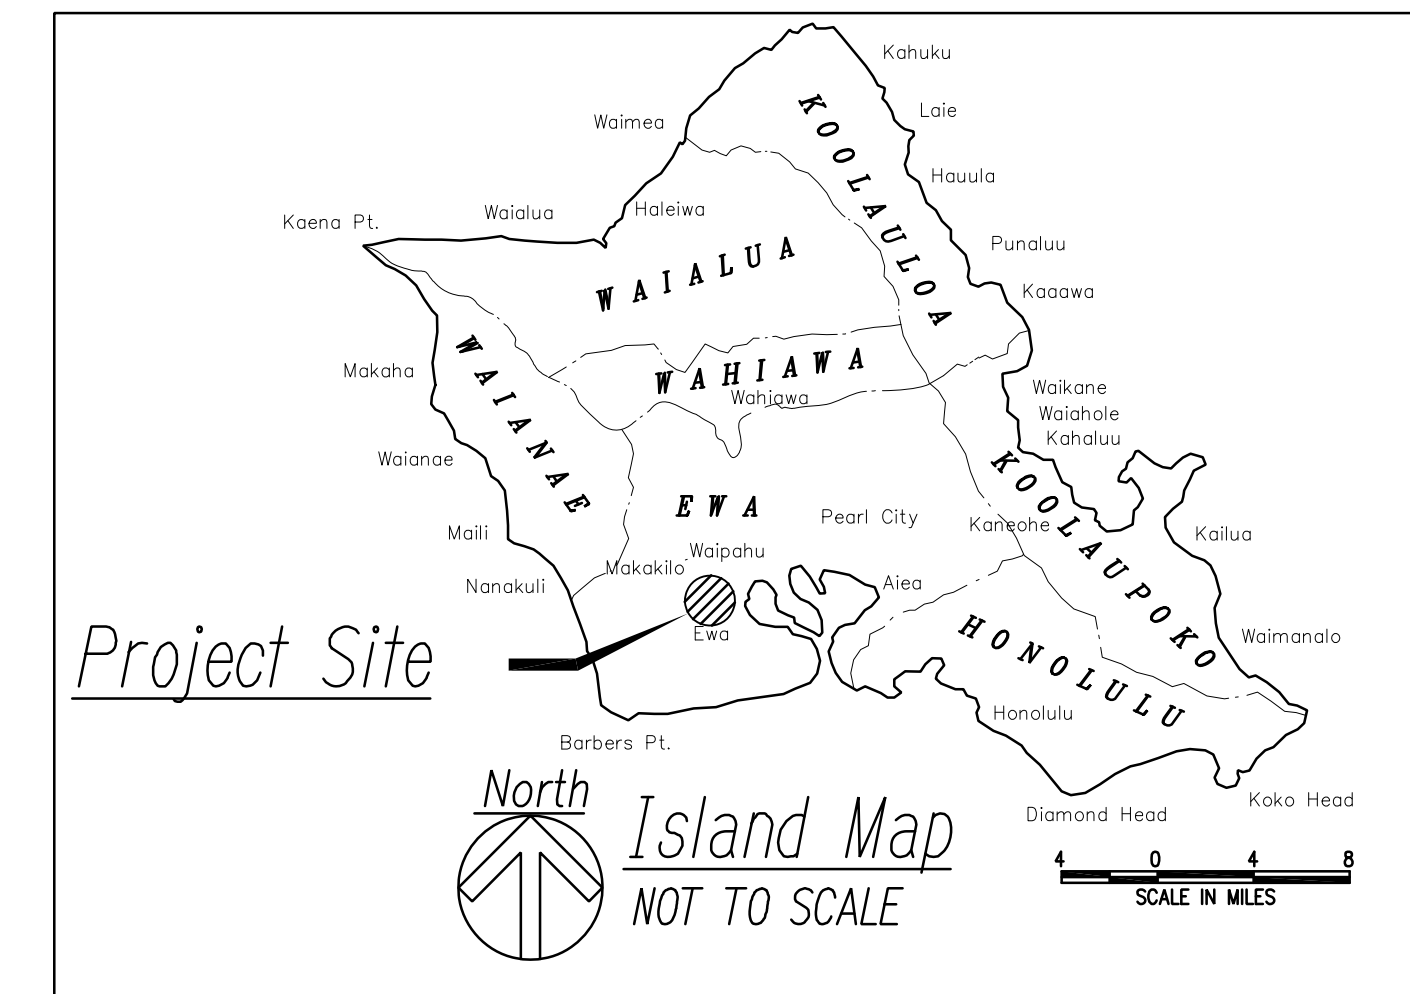 Kahuku
Laie
Waimea
KOOLAULOA
Hauula
Haleiwa
Waialua
Kaena Pt.
Punaluu
WAIALUA
Kaaawa
WAHIAWA
Wahiawa
Makaha
WAIANAE
Waikane
Waiahole
Kahaluu
Waianae
KOOLAUPOKO
EWA
Pearl City
Kaneohe
Kailua
Maili
Waipahu
Makakilo
Nanakuli
Aiea
Ewa
Project Site
HONOLULU
Waimanalo
Honolulu
Barbers Pt.
Koko Head
Diamond Head
North
Island Map
NOT TO SCALE
4 0 4 8
SCALE IN MILES